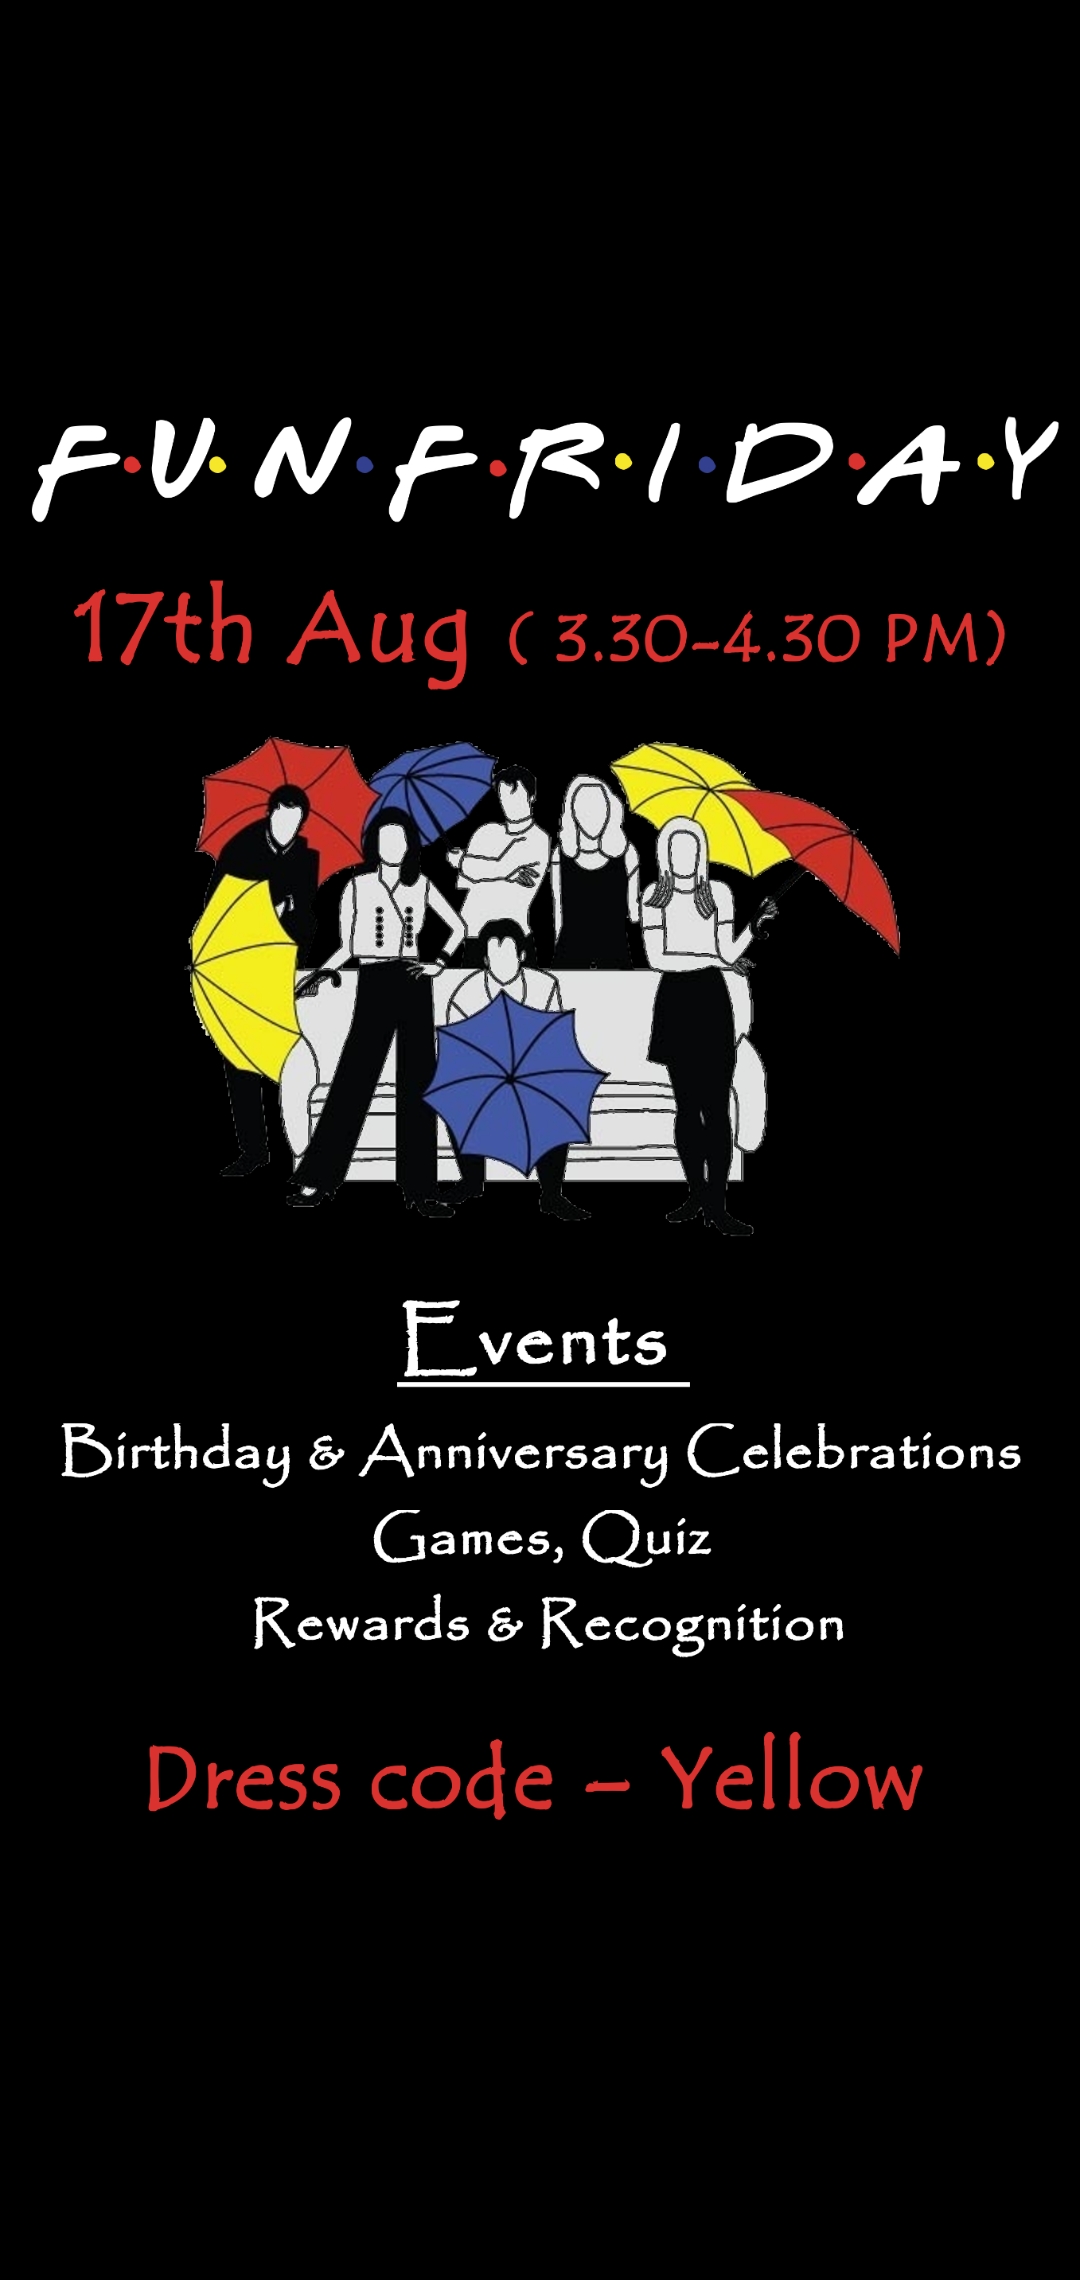 F·U·N·F·R·I·D·A·Y
17th Aug ( 3.30-4.30 PM)
Events
Birthday & Anniversary Celebrations
Games, Quiz
Rewards & Recognition
Dress code – Yellow